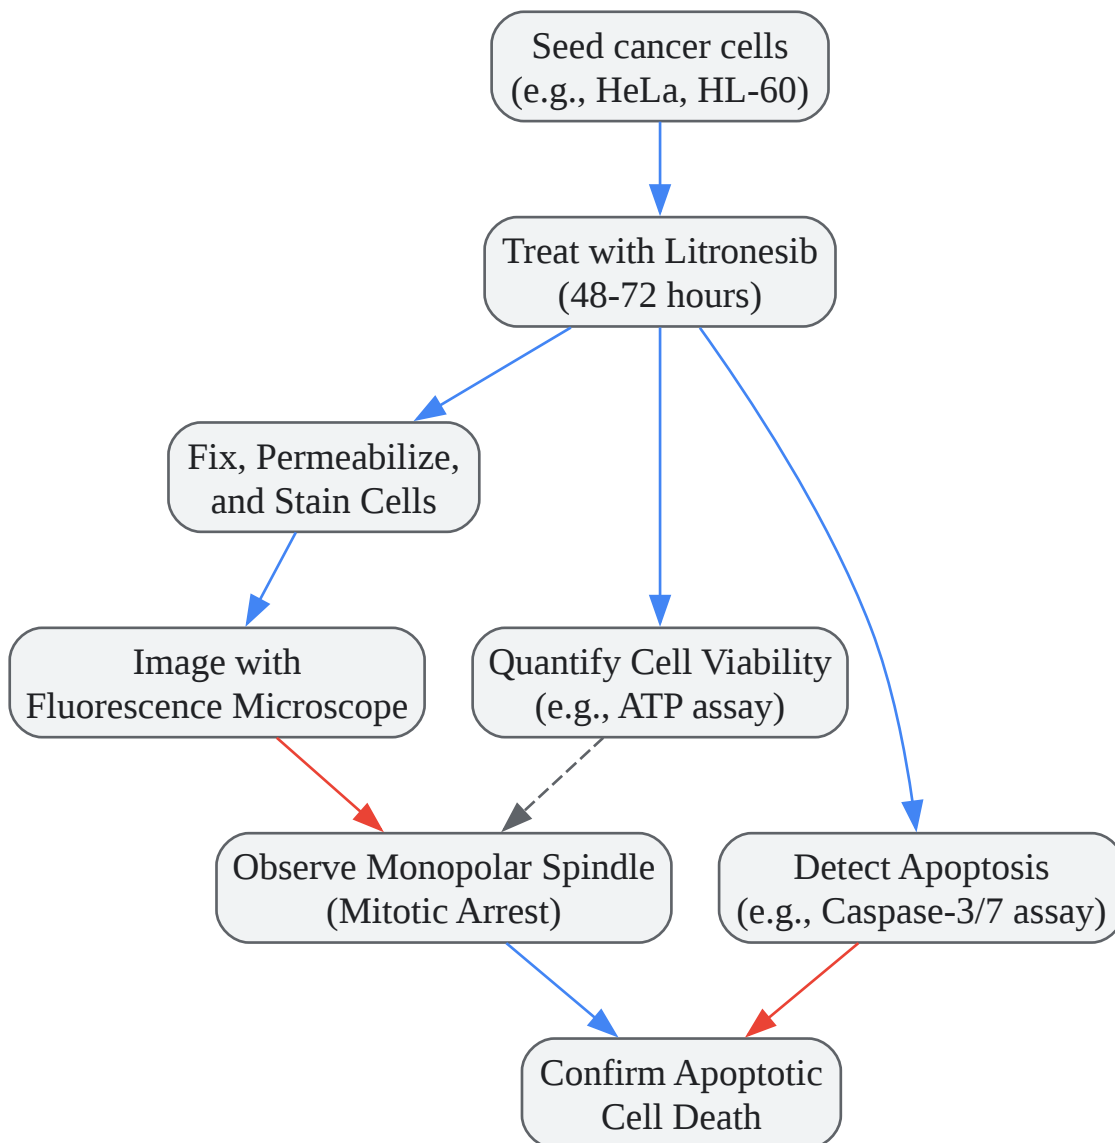 Seed cancer cells
(e.g., HeLa, HL-60)
Treat with Litronesib
(48-72 hours)
Fix, Permeabilize,
and Stain Cells
Image with
Fluorescence Microscope
Quantify Cell Viability
(e.g., ATP assay)
Observe Monopolar Spindle
(Mitotic Arrest)
Detect Apoptosis
(e.g., Caspase-3/7 assay)
Confirm Apoptotic
Cell Death